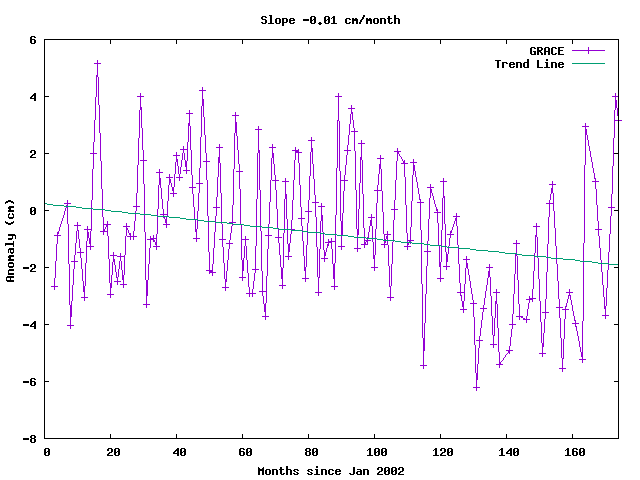 Slope -0.01 cm/month
GRACE
Trend Line
6
4
2
0
-2
-4
-6
-8
Anomaly (cm)
0 20 40 60 80 100 120 140 160
Months since Jan 2002